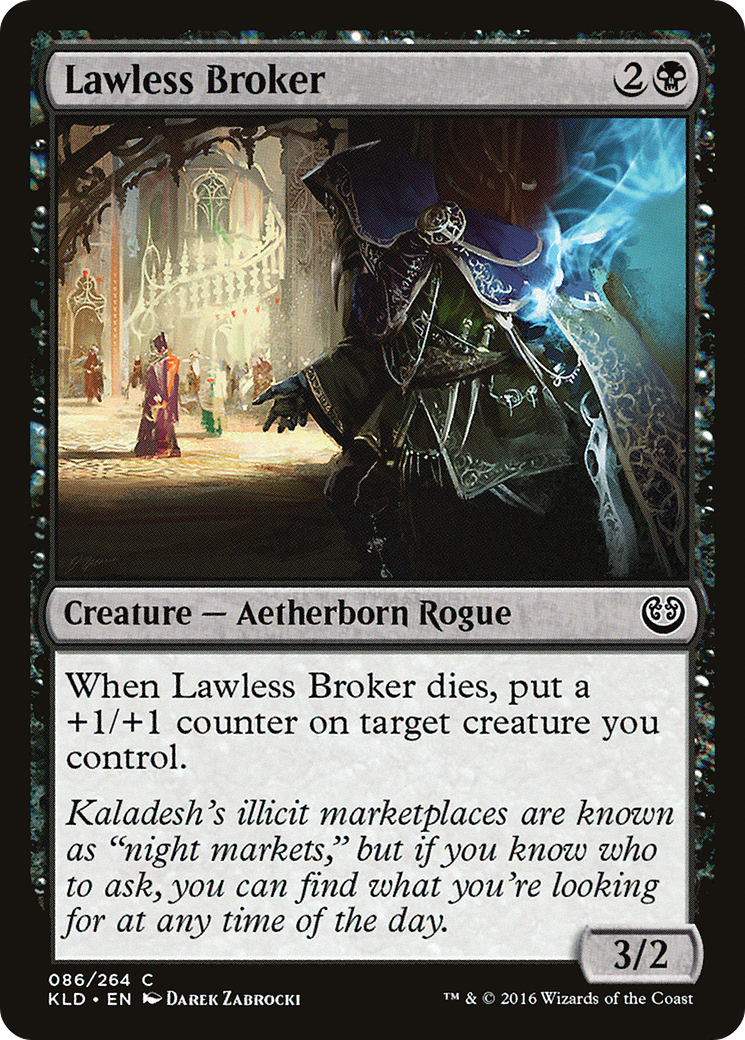 Lawless Broker 2
Creature — Aetherborn Rogue
When Lawless Broker dies, put a
+1/+1 counter on target creature you
control.
Kaladesh's illicit marketplaces are known
as “night markets,” but if you know who
to ask, you can find what you're looking
for at any time of the day.
3/2
086/264 C
KLD • EN Darek Zabrocki
™ & © 2016 Wizards of the Coast